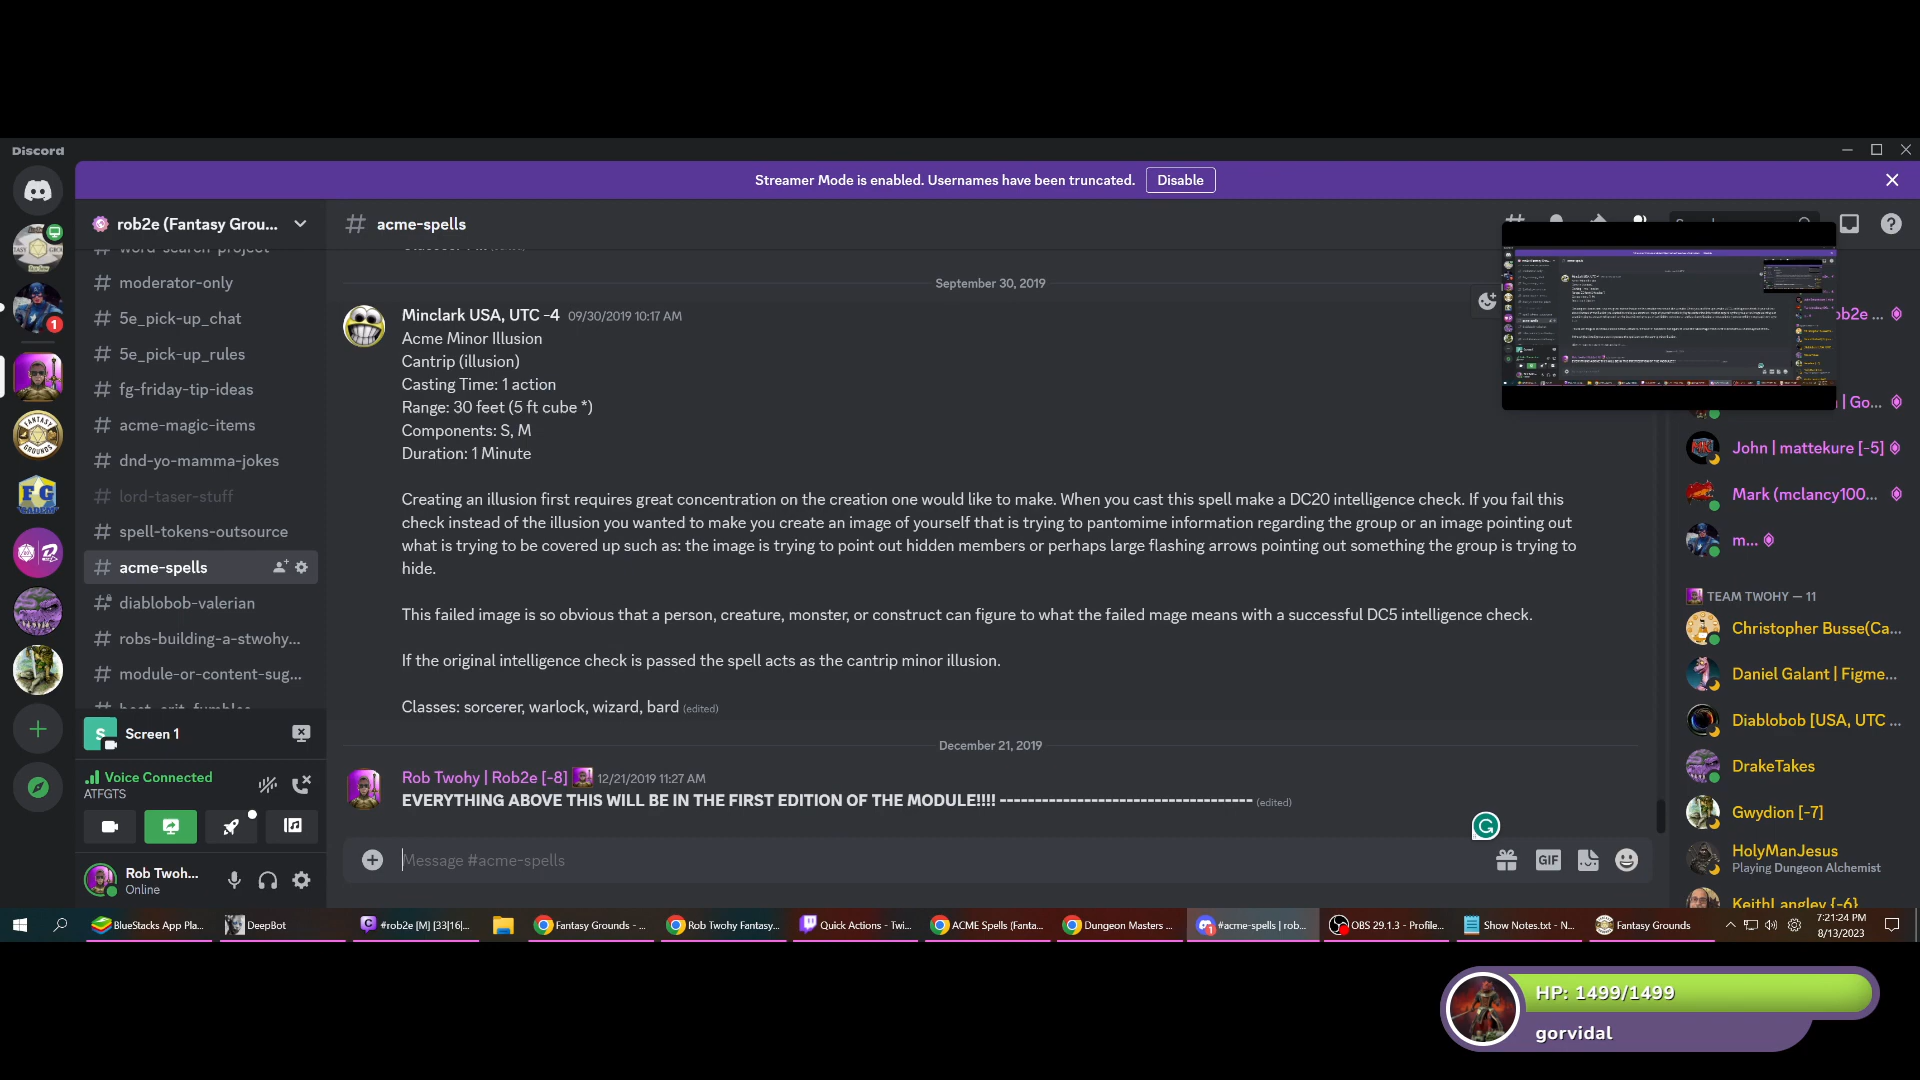 Discord
Streamer Mode is enabled. Usernames have been truncated.
Disable
rob2e (Fantasy Grou...
acme-spells
word-search-project
moderator-only
5e_pick-up_chat
5e_pick-up_rules
fg-friday-tip-ideas
acme-magic-items
dnd-yo-mamma-jokes
lord-taser-stuff
spell-tokens-outsource
acme-spells
diablobob-valerian
robs-building-a-stwohy...
module-or-content-sug...
Screen 1
Voice Connected
ATFGTS
Rob Twoh...
Online
September 30, 2019
Minclark USA, UTC -4 09/30/2019 10:17 AM
Acme Minor Illusion
Cantrip (illusion)
Casting Time: 1 action
Range: 30 feet (5 ft cube *)
Components: S, M
Duration: 1 Minute
Creating an illusion first requires great concentration on the creation one would like to make. When you cast this spell make a DC20 intelligence check. If you fail this
check instead of the illusion you wanted to make you create an image of yourself that is trying to pantomime information regarding the group or an image pointing out
what is trying to be covered up such as: the image is trying to point out hidden members or perhaps large flashing arrows pointing out something the group is trying to
hide.
This failed image is so obvious that a person, creature, monster, or construct can figure to what the failed mage means with a successful DC5 intelligence check.
If the original intelligence check is passed the spell acts as the cantrip minor illusion.
Classes: sorcerer, warlock, wizard, bard (edited)
December 21, 2019
Rob Twohy | Rob2e [-8] 12/21/2019 11:27 AM
EVERYTHING ABOVE THIS WILL BE IN THE FIRST EDITION OF THE MODULE!!!! ------------------------------------ (edited)
Message #acme-spells
GIF
ob2e ...
| Go...
John | mattekure [-5]
Mark (mclancy100...
m...
TEAM TWOHY — 11
Christopher Busse(Ca...
Daniel Galant | Figme...
Diablobob [USA, UTC ...
DrakeTakes
Gwydion [-7]
HolyManJesus
Playing Dungeon Alchemist
KeithLangley {-6}
BlueStacks App Pla...
DeepBot
#rob2e [M] [33|16|...
Fantasy Grounds - ...
Rob Twohy Fantasy...
Quick Actions - Twi...
ACME Spells (Fanta...
Dungeon Masters ...
#acme-spells | rob...
OBS 29.1.3 - Profile...
Show Notes.txt - N...
Fantasy Grounds
7:21:24 PM
8/13/2023
HP: 1499/1499
gorvidal